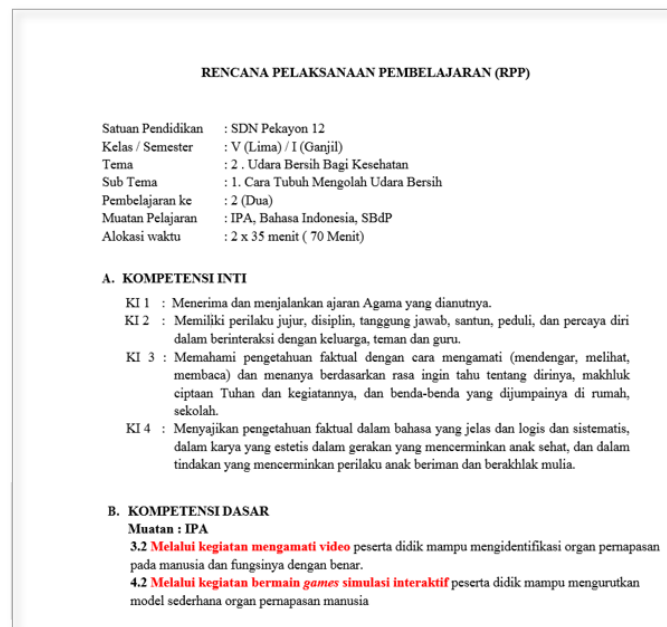 RENCANA PELAKSANAAN PEMBELAJARAN (RPP)
Satuan Pendidikan : SDN Pekayon 12
Kelas / Semester : V (Lima) / I (Ganjil)
Tema : 2 . Udara Bersih Bagi Kesehatan
Sub Tema : 1. Cara Tubuh Mengolah Udara Bersih
Pembelajaran ke : 2 (Dua)
Muatan Pelajaran : IPA, Bahasa Indonesia, SBdP
Alokasi waktu : 2 x 35 menit ( 70 Menit)
A. KOMPETENSI INTI
KI 1 : Menerima dan menjalankan ajaran Agama yang dianutnya.
KI 2 : Memiliki perilaku jujur, disiplin, tanggung jawab, santun, peduli, dan percaya diri
dalam berinteraksi dengan keluarga, teman dan guru.
KI 3 : Memahami pengetahuan faktual dengan cara mengamati (mendengar, melihat,
membaca) dan menanya berdasarkan rasa ingin tahu tentang dirinya, makhluk
ciptaan Tuhan dan kegiatannya, dan benda-benda yang dijumpainya di rumah,
sekolah.
KI 4 : Menyajikan pengetahuan faktual dalam bahasa yang jelas dan logis dan sistematis,
dalam karya yang estetis dalam gerakan yang mencerminkan anak sehat, dan dalam
tindakan yang mencerminkan perilaku anak beriman dan berakhlak mulia.
B. KOMPETENSI DASAR
Muatan : IPA
3.2 Melalui kegiatan mengamati video peserta didik mampu mengidentifikasi organ pernapasan
pada manusia dan fungsinya dengan benar.
4.2 Melalui kegiatan bermain games simulasi interaktif peserta didik mampu mengurutkan
model sederhana organ pernapasan manusia